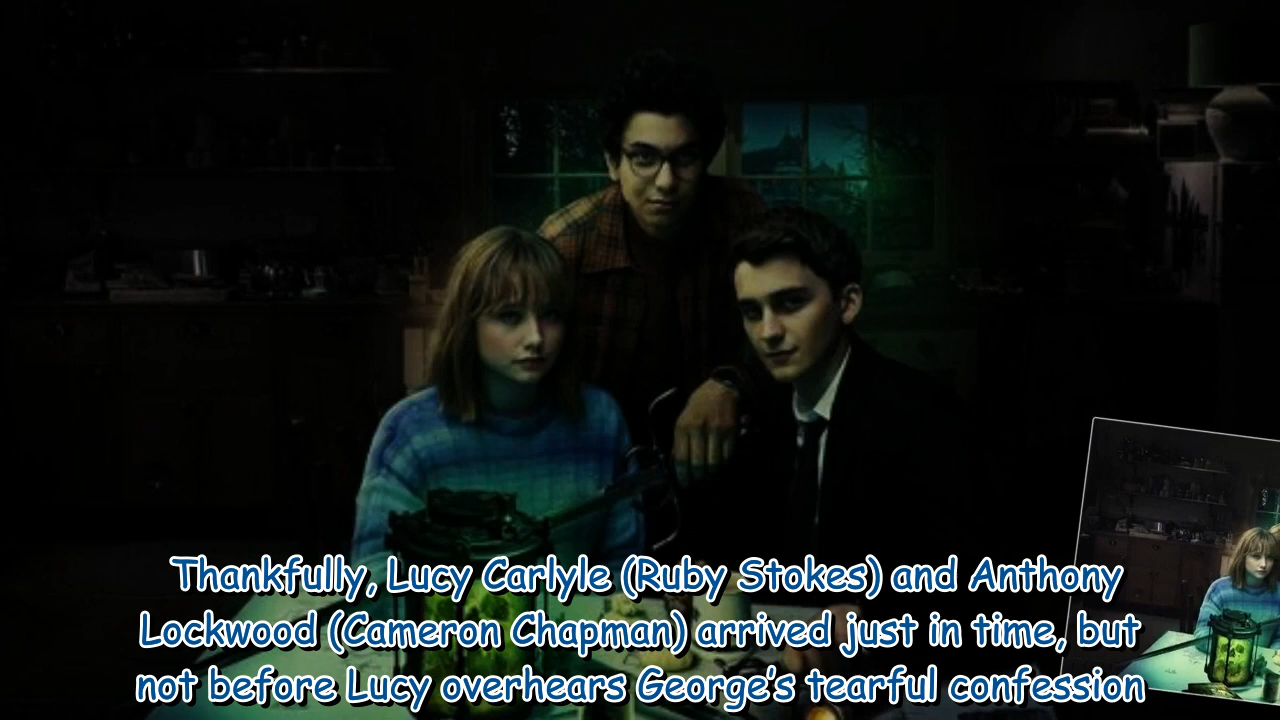 Thankfully, Lucy Carlyle (Ruby Stokes) and Anthony
Lockwood (Cameron Chapman) arrived just in time, but
not before Lucy overhears George's tearful confession